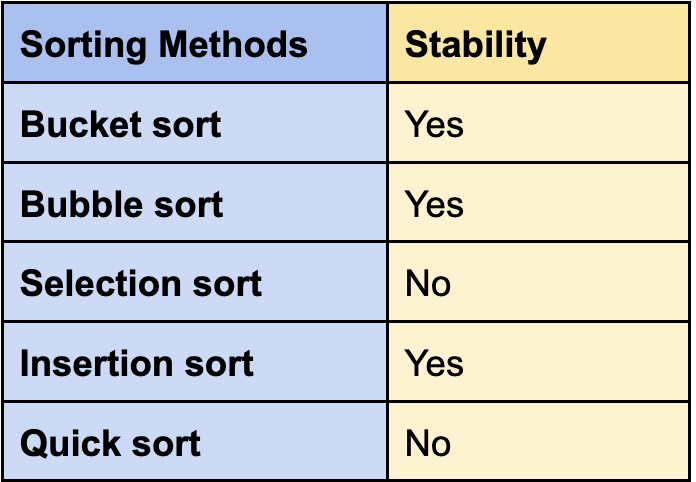 Sorting Methods Stability
Bucket sort Yes
Bubble sort Yes
Selection sort No
Insertion sort Yes
Quick sort No